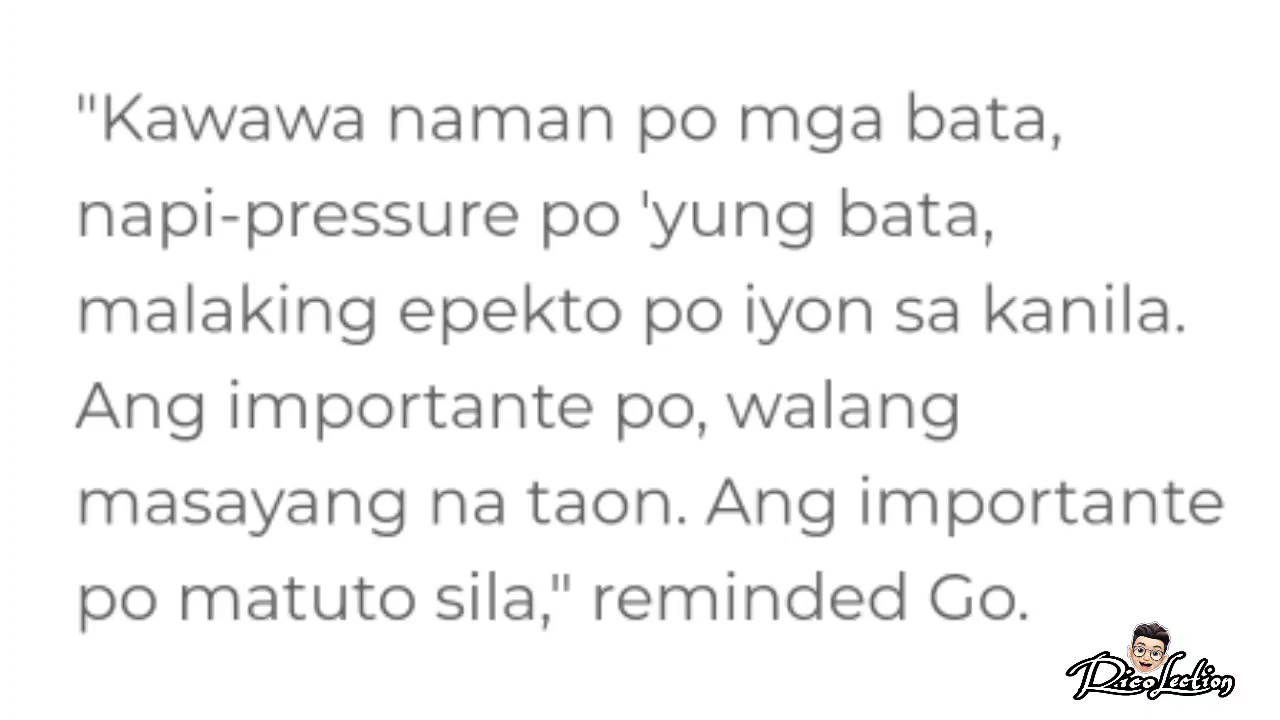 "Kawawa naman po mga bata,
napi-pressure po 'yung bata,
malaking epekto po iyon sa kanila.
Ang importante po, walang
masayang na taon. Ang importante
po matuto sila," reminded Go.
RicoLection